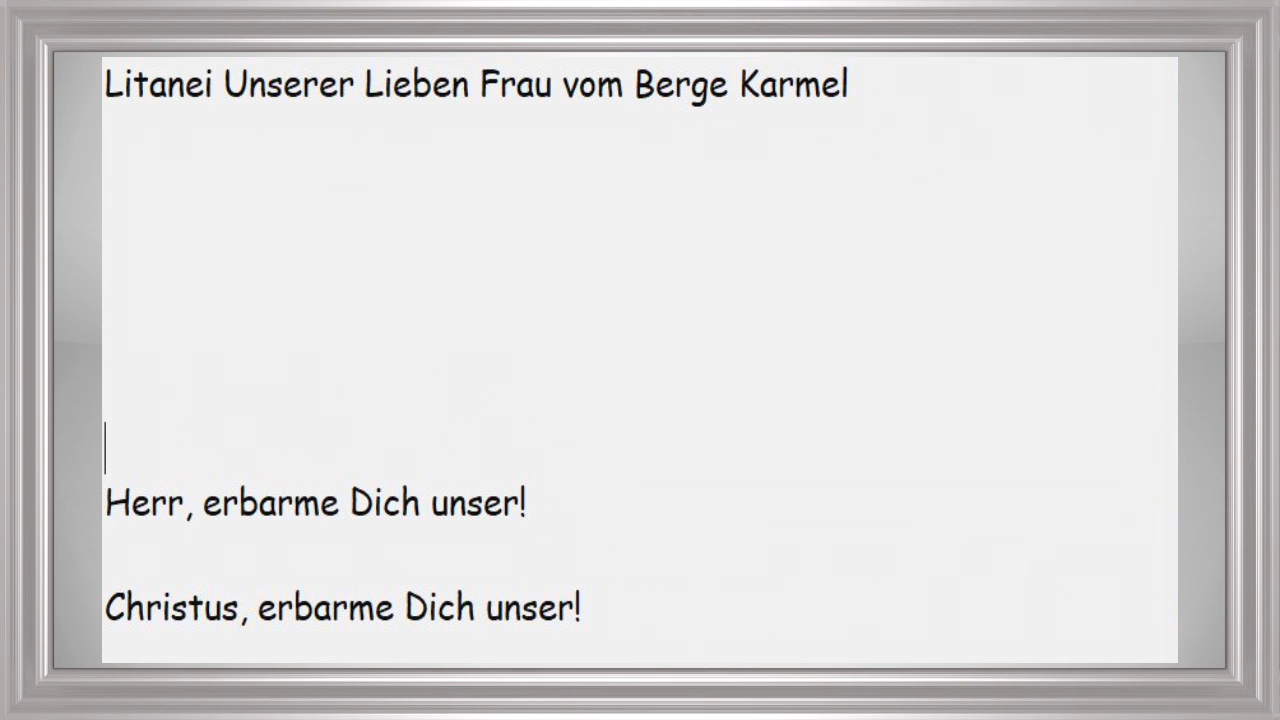 Litanei Unserer Lieben Frau vom Berge Karmel
Herr, erbarme Dich unser!
Christus, erbarme Dich unser!